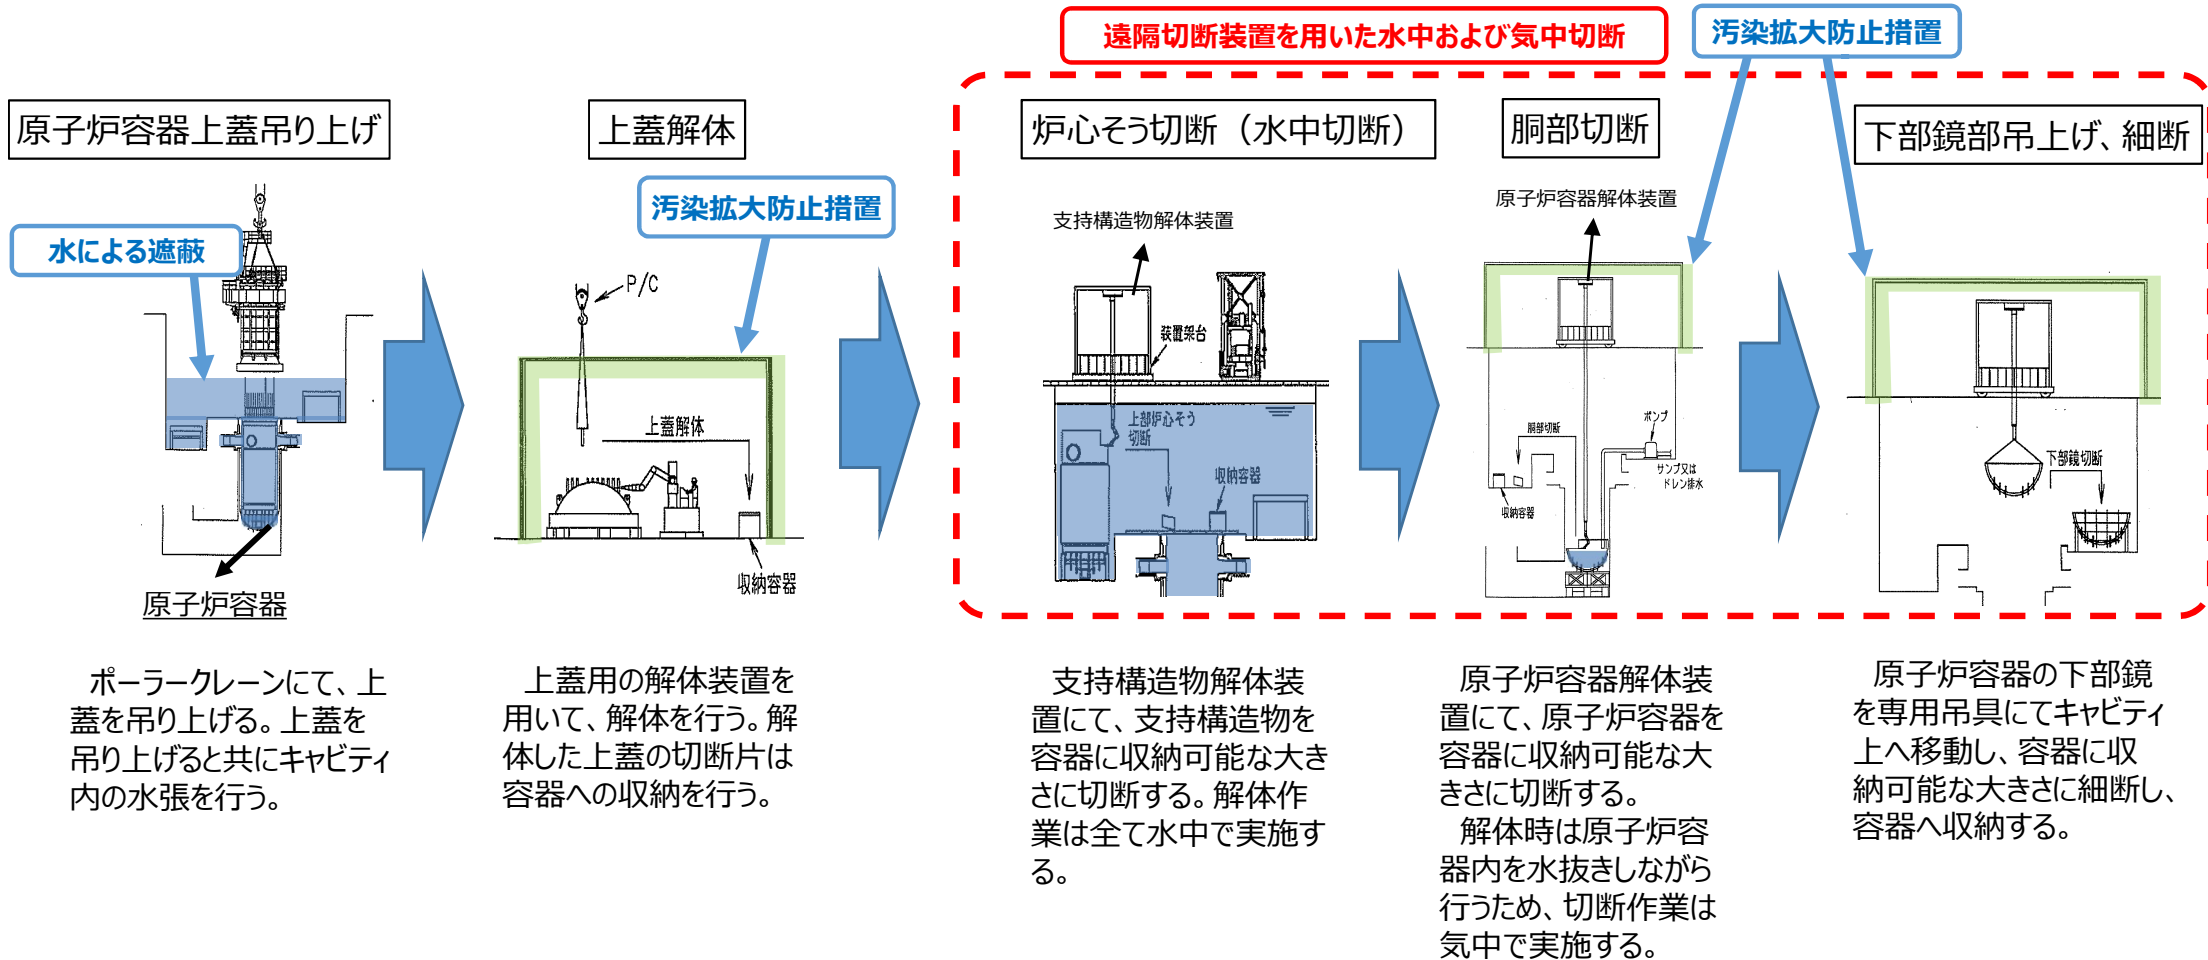 遠隔切断装置を用いた水中および気中切断
汚染拡大防止措置
原子炉容器上蓋吊り上げ
水による遮蔽
原子炉容器
ポーラークレーンにて、上
蓋を吊り上げる。上蓋を
吊り上げると共にキャビティ
内の水張を行う。
上蓋解体
汚染拡大防止措置
P/C
上蓋解体
収納容器
上蓋用の解体装置を
用いて、解体を行う。解
体した上蓋の切断片は
容器への収納を行う。
炉心そう切断（水中切断）
支持構造物解体装置
装置架台
上部炉心そう
切断
収納容器
支持構造物解体装
置にて、支持構造物を
容器に収納可能な大き
さに切断する。解体作
業は全て水中で実施す
る。
胴部切断
原子炉容器解体装置
胴部切断
ポンプ
サンプ又は
ドレン排水
収納容器
原子炉容器解体装
置にて、原子炉容器を
容器に収納可能な大
きさに切断する。
解体時は原子炉容
器内を水抜きしながら
行うため、切断作業は
気中で実施する。
下部鏡部吊上げ、細断
下部鏡切断
原子炉容器の下部鏡
を専用吊具にてキャビティ
上へ移動し、容器に収
納可能な大きさに細断し、
容器へ収納する。